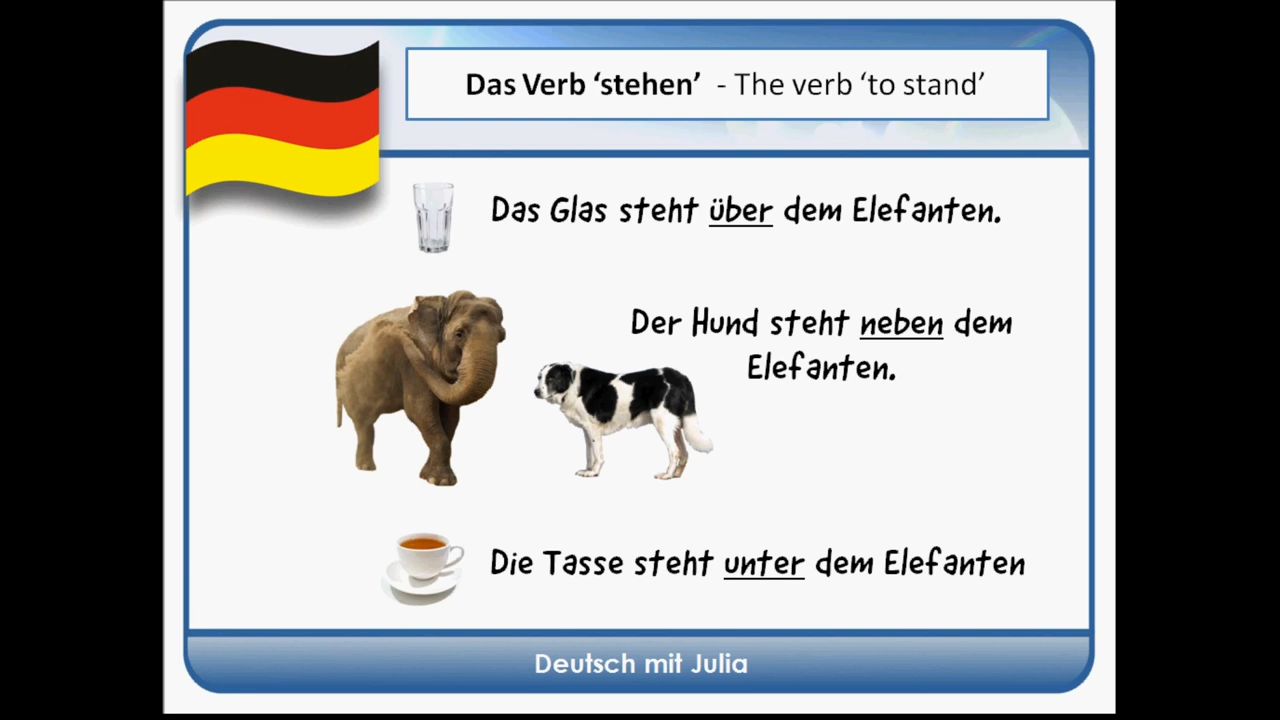 Das Verb ‘stehen’ - The verb ‘to stand’
Das Glas steht über dem Elefanten.
Der Hund steht neben dem
Elefanten.
Die Tasse steht unter dem Elefanten
Deutsch mit Julia